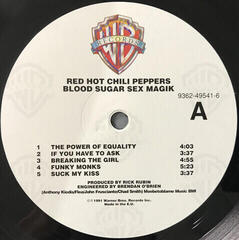 RED HOT CHILI PEPPERS
BLOOD SUGAR SEX MAGIK
9362-49541-6
A
1 THE POWER OF EQUALITY 4:03
2 IF YOU HAVE TO ASK 3:37
3 BREAKING THE GIRL 4:55
4 FUNKY MONKS 5:23
5 SUCK MY KISS 3:37
PRODUCED BY RICK RUBIN
ENGINEERED BY BRENDAN O'BRIEN
(Anthony Kiedis/Flea/John Frusciante/Chad Smith) Moebetoblame Music BMI
1991 Warner Bros. Records Inc.
Made in the E.U.